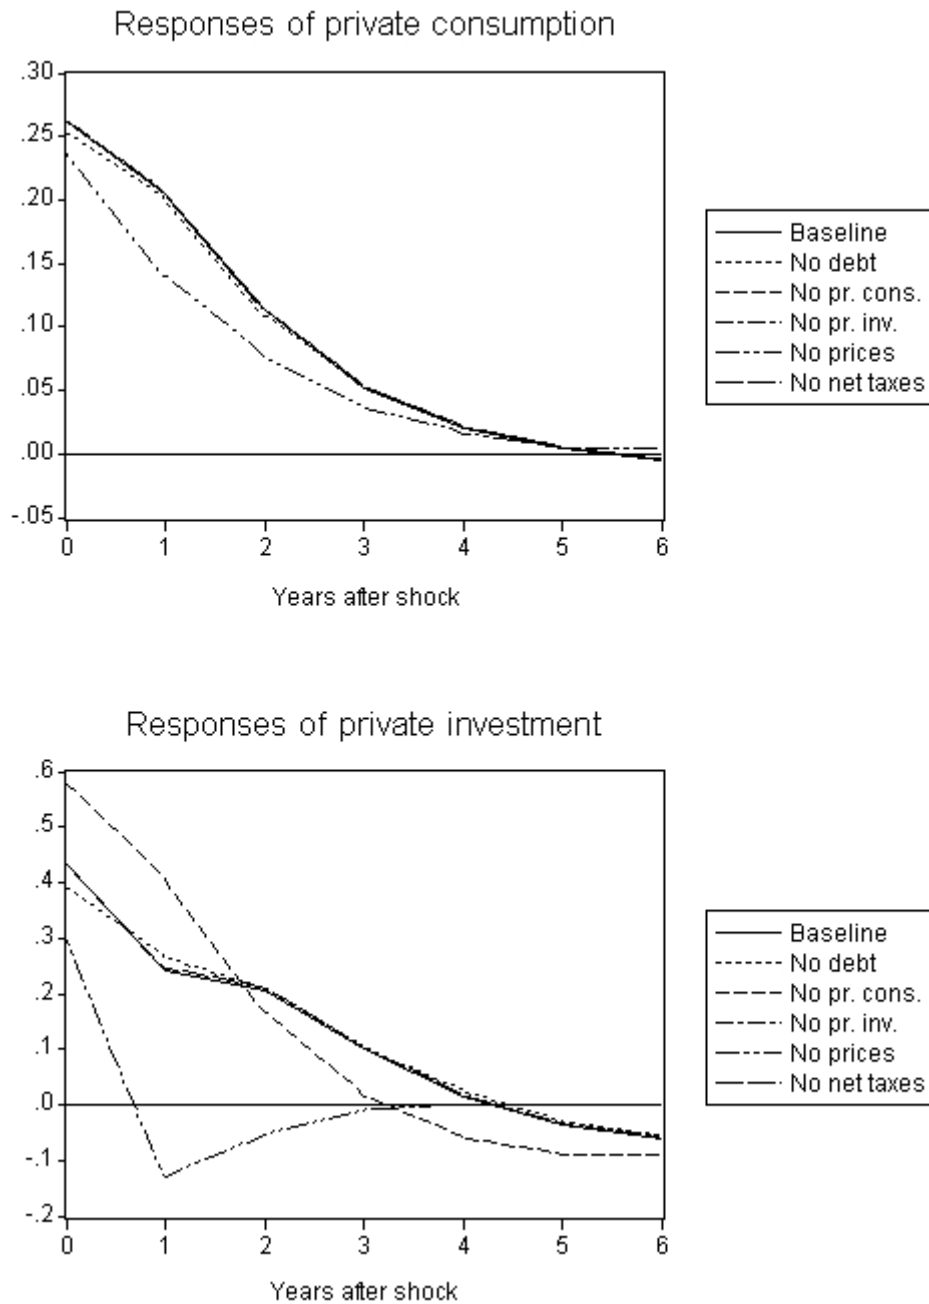 Responses of private consumption
.30
.25
.20
.15
.10
.05
.00
-.05
0 1 2 3 4 5 6
Years after shock
Baseline
No debt
No pr. cons.
No pr. inv.
No prices
No net taxes
Responses of private investment
.6
.5
.4
.3
.2
.1
.0
-.1
-.2
0 1 2 3 4 5 6
Years after shock
Baseline
No debt
No pr. cons.
No pr. inv.
No prices
No net taxes